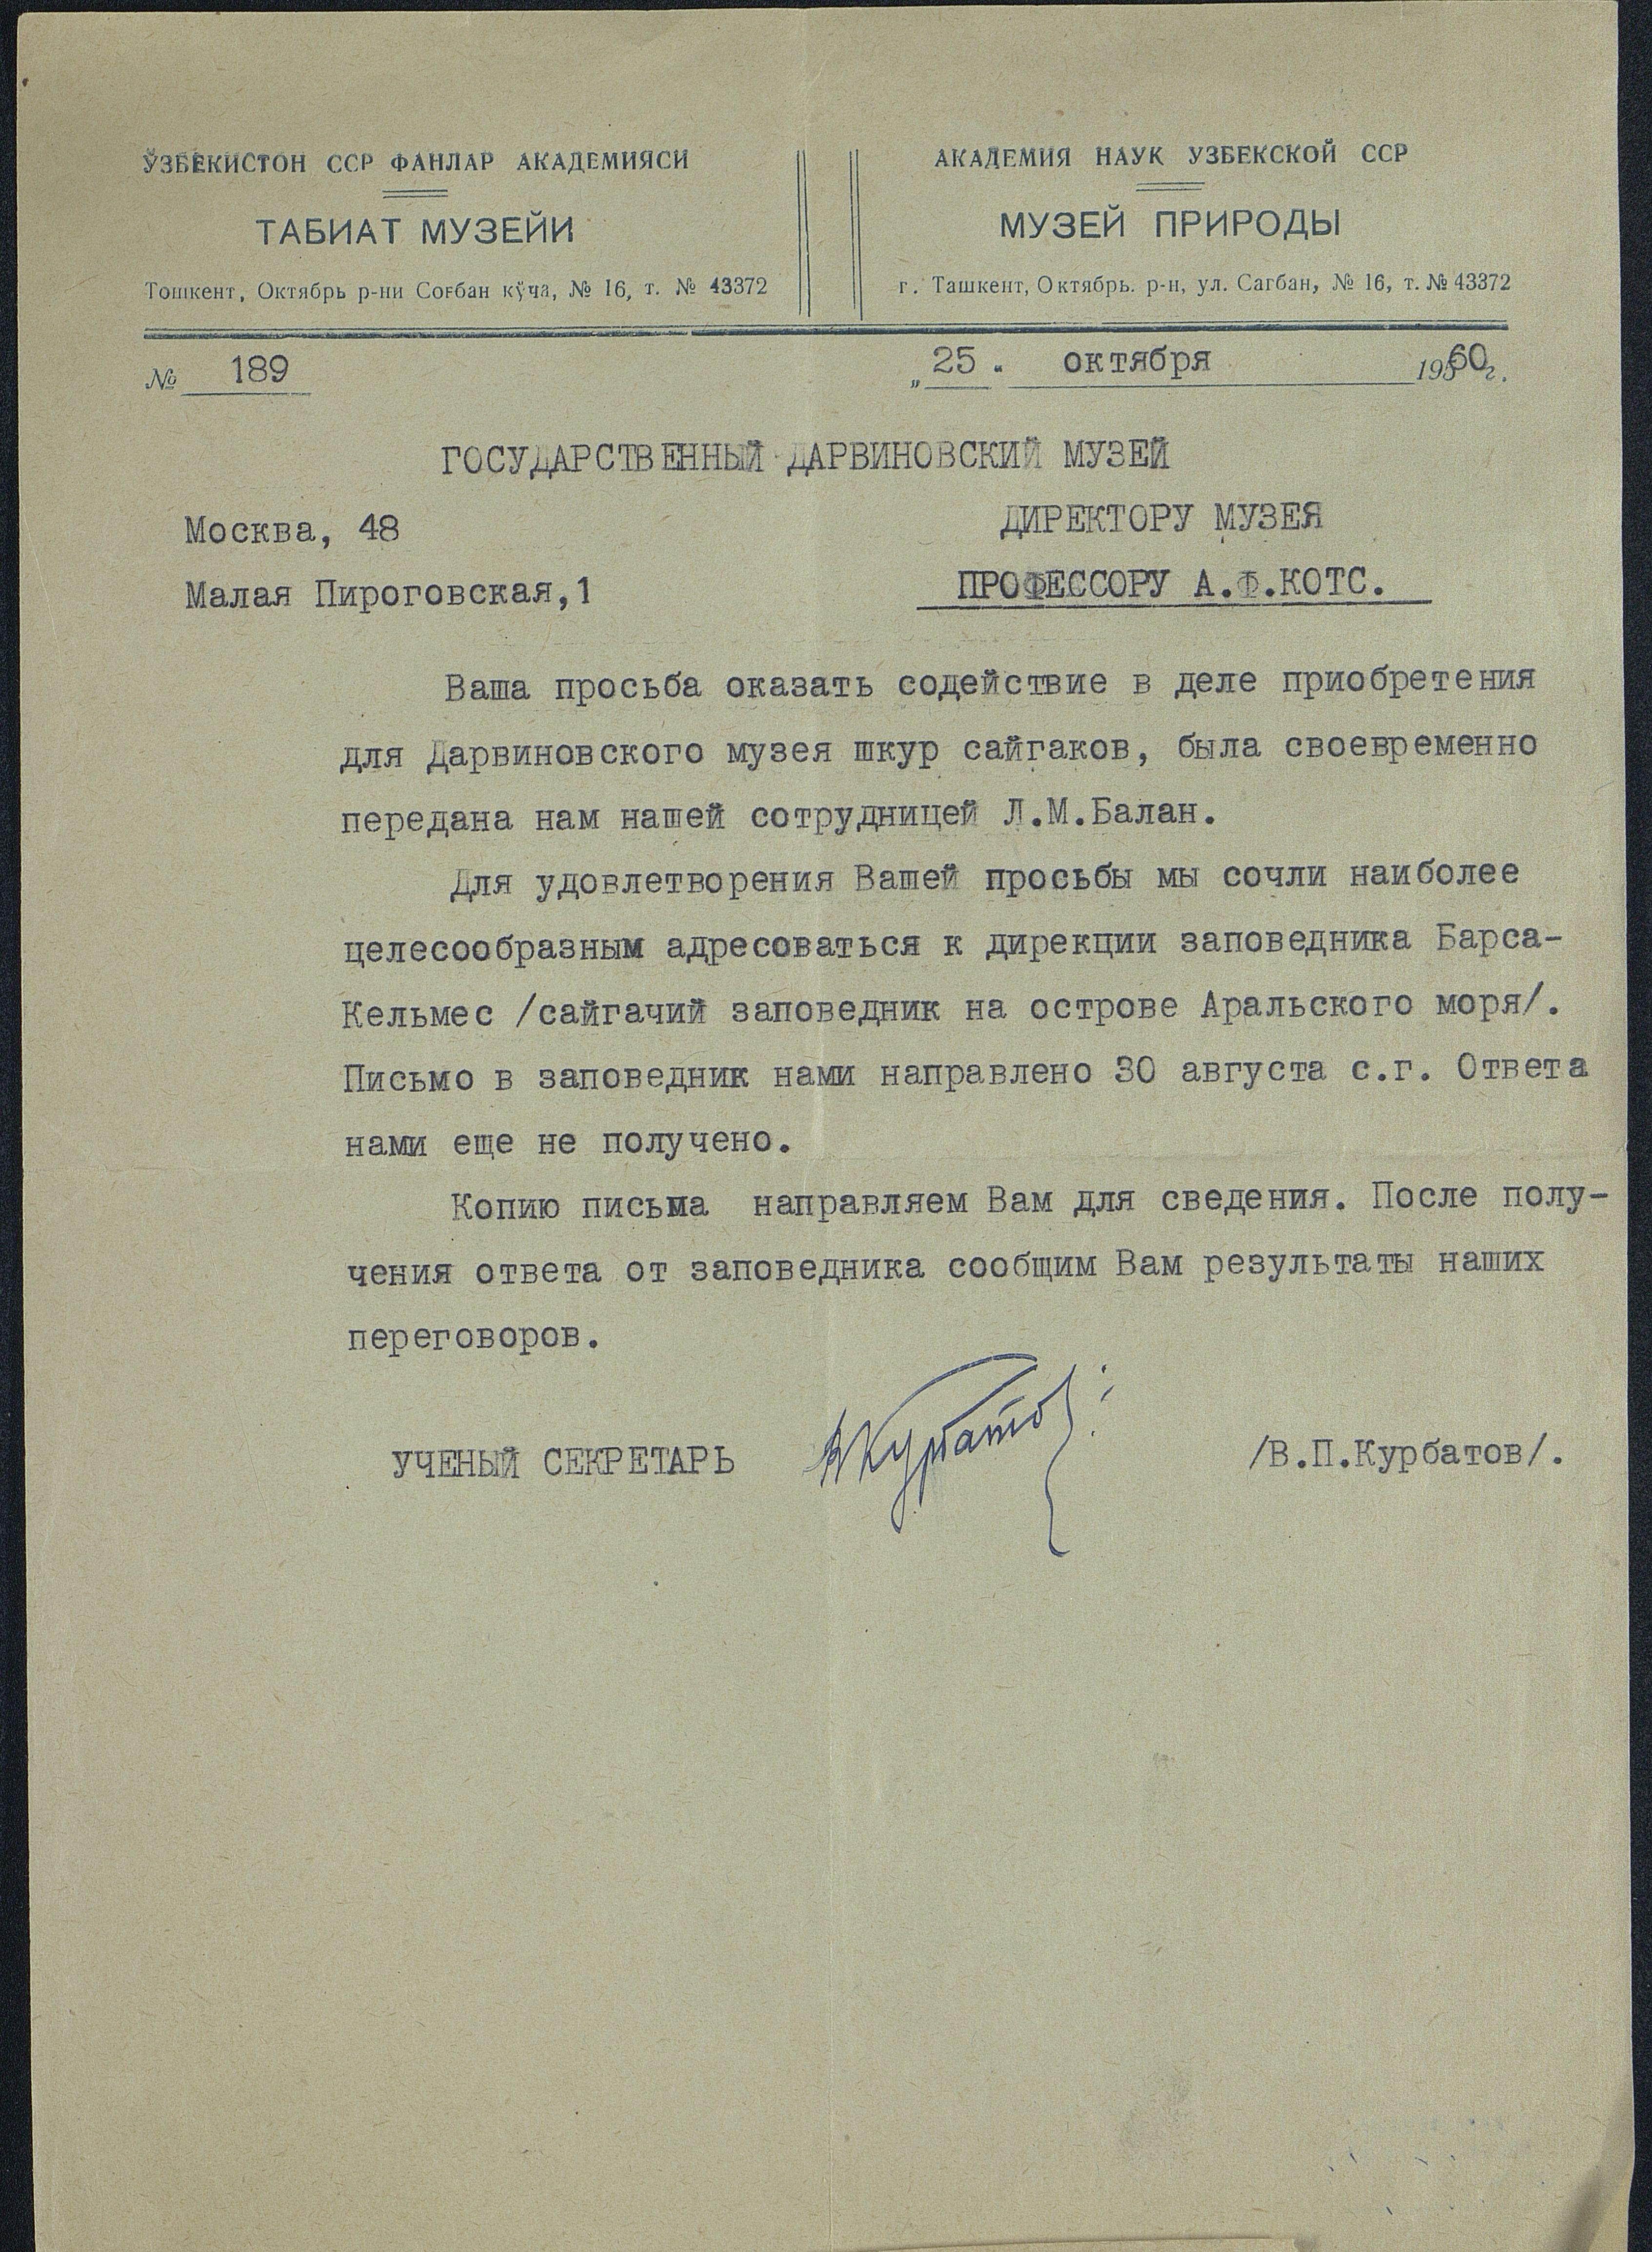 ЎЗБЕКИСТОН ССР ФАНЛАР АКАДЕМИЯСИ
ТАБИАТ МУЗЕЙИ
Тошкент, Октябрь р-ни Соғбан кўча, № 16, т. № 43372
АКАДЕМИЯ НАУК УЗБЕКСКОЙ ССР
МУЗЕЙ ПРИРОДЫ
г. Ташкент, Октябрь. р-н, ул. Сагбан, № 16, т. № 43372
№ 189
„25" октября 19560г.
ГОСУДАРСТВЕННЫЙ ДАРВИНОВСКИЙ МУЗЕЙ
Москва, 48
Малая Пироговская,1
ДИРЕКТОРУ МУЗЕЯ
ПРОФЕССОРУ А.Ф.КОТС.
Ваша просьба оказать содействие в деле приобретения
для Дарвиновского музея шкур сайгаков, была своевременно
передана нам нашей сотрудницей Л.М.Балан.
Для удовлетворения Вашей просьбы мы сочли наиболее
целесообразным адресоваться к дирекции заповедника Барса-
Кельмес /сайгачий заповедник на острове Аральского моря/.
Письмо в заповедник нами направлено 30 августа с.г. Ответа
нами еще не получено.
Копию письма направляем Вам для сведения. После полу-
чения ответа от заповедника сообщим Вам результаты наших
переговоров.
УЧЕНЫЙ СЕКРЕТАРЬ ВКурбатов /В.П.Курбатов/.